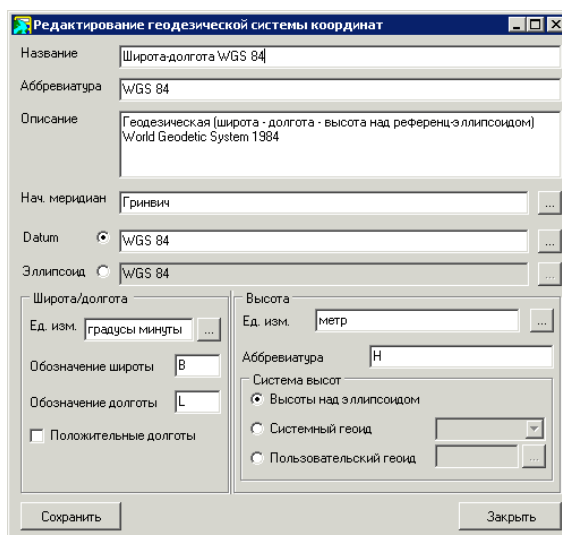 Редактирование геодезической системы координат
Название Широта-долгота WGS 84
Аббревиатура WGS 84
Описание Геодезическая (широта - долгота - высота над референц-эллипсоидом)
World Geodetic System 1984
Нач. меридиан Гринвич ...
Datum WGS 84 ...
Эллипсоид WGS 84 ...
Широта/долгота
Ед. изм. градусы минуты ...
Обозначение широты B
Обозначение долготы L
Положительные долготы
Высота
Ед. изм. метр ...
Аббревиатура H
Система высот
Высоты над эллипсоидом
Системный геоид
Пользовательский геоид ...
Сохранить Закрыть